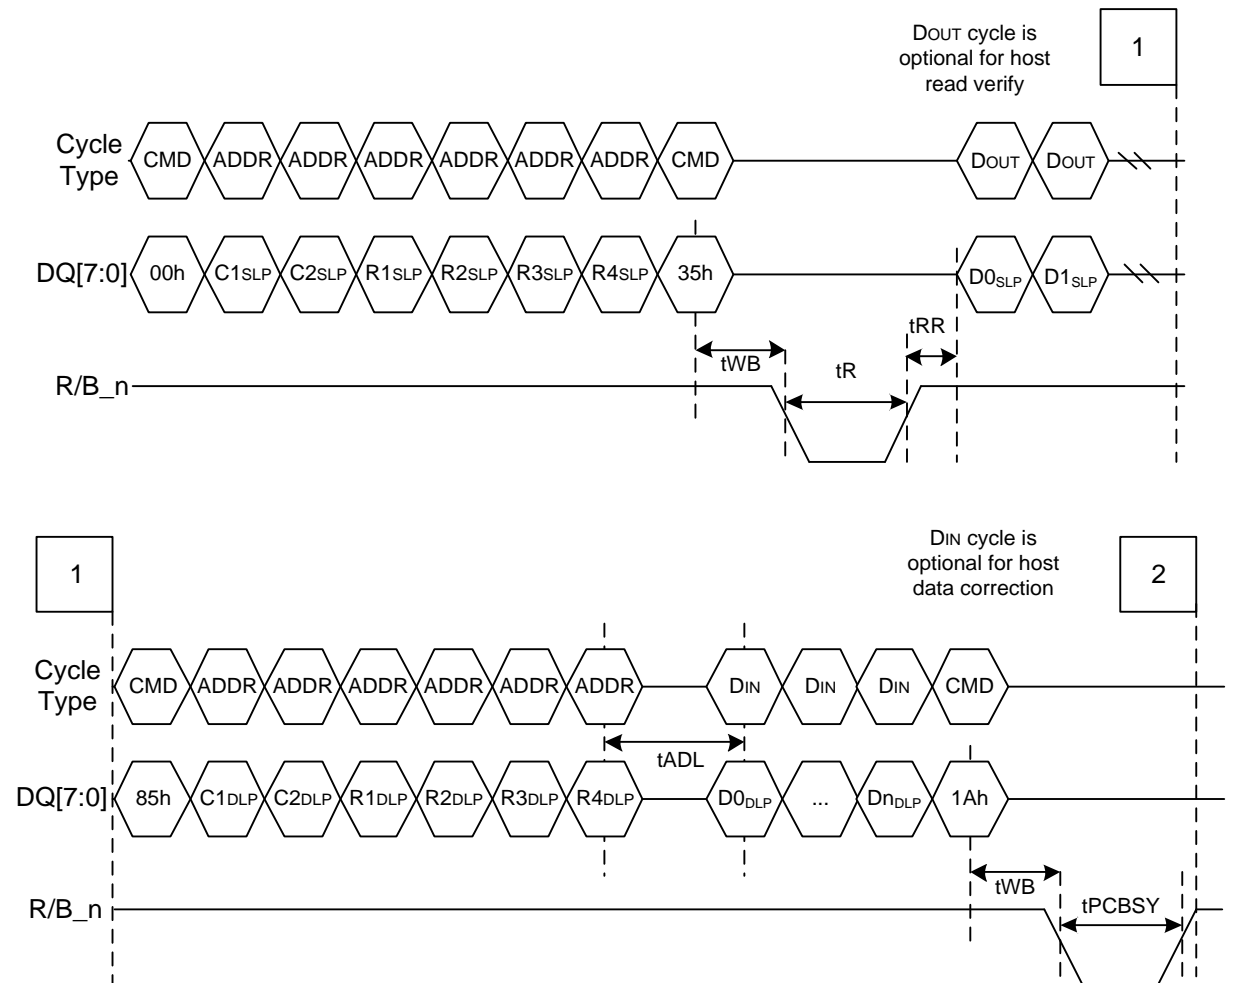 DOUT cycle is
optional for host
read verify
1
Cycle
Type
CMD ADDR ADDR ADDR ADDR ADDR ADDR CMD DOUT DOUT
DQ[7:0] 00h C1SLP C2SLP R1SLP R2SLP R3SLP R4SLP 35h D0SLP D1SLP
tRR
tWB
tR
R/B_n
DIN cycle is
optional for host
data correction
1
2
Cycle
Type
CMD ADDR ADDR ADDR ADDR ADDR ADDR DIN DIN DIN CMD
tADL
DQ[7:0] 85h C1DLP C2DLP R1DLP R2DLP R3DLP R4DLP D0DLP ... DnDLP 1Ah
tWB
tPCBSY
R/B_n